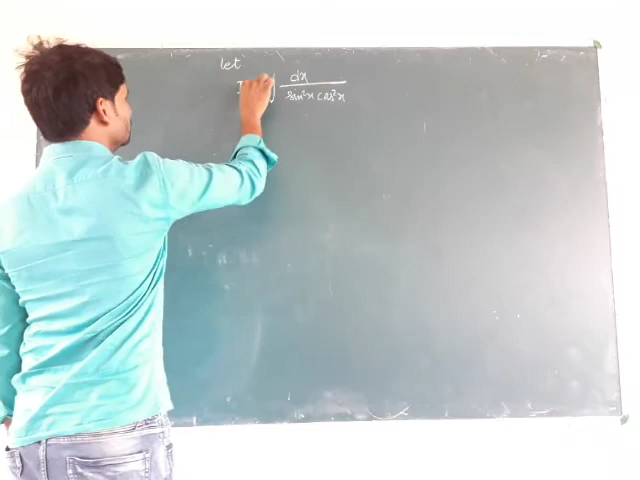 let
I ∫ dx / sin²x cos²x